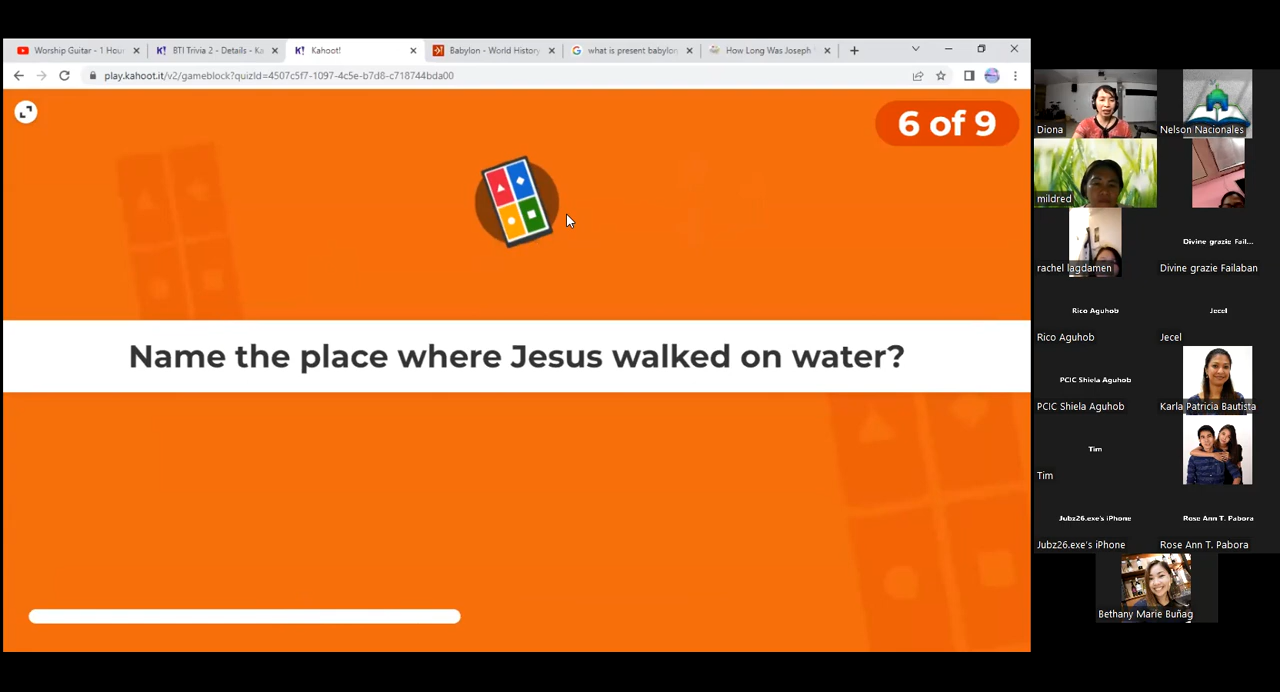 Worship Guitar - 1 Hour
BTI Trivia 2 - Details - Ka
Kahoot!
Babylon - World History
what is present babylon
How Long Was Joseph
play.kahoot.it/v2/gameblock?quizId=4507c5f7-1097-4c5e-b7d8-c718744bda00
6 of 9
Name the place where Jesus walked on water?
Diona
Nelson Nacionales
mildred
rachel lagdamen
Divine grazie Fail...
Divine grazie Failaban
Rico Aguhob
Jecel
Rico Aguhob
Jecel
PCIC Shiela Aguhob
PCIC Shiela Aguhob
Karla Patricia Bautista
Tim
Tim
Jubz26.exe's iPhone
Rose Ann T. Pabora
Jubz26.exe's iPhone
Rose Ann T. Pabora
Bethany Marie Buñag